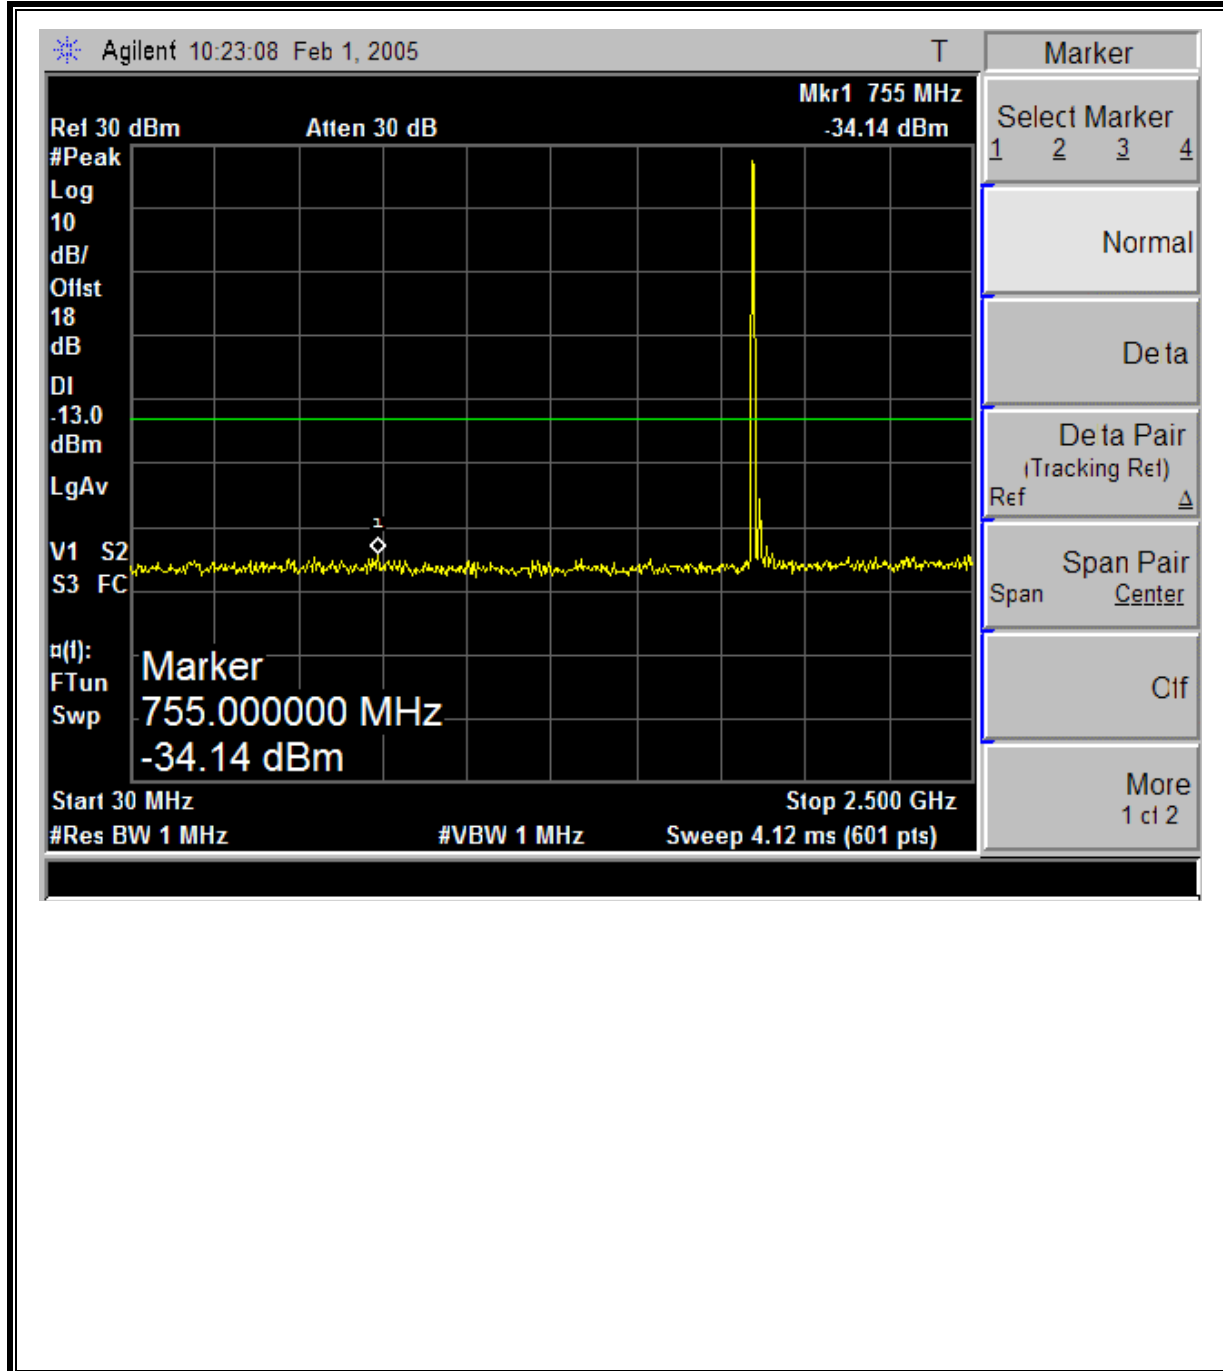 Agilent 10:23:08 Feb 1, 2005 T
Mkr1 755 MHz
Ref 30 dBm Atten 30 dB -34.14 dBm
#Peak
Log
10
dB/
Offst
18
dB
DI
-13.0
dBm
LgAv
1
V1 S2
S3 FC
¤(f):
FTun
Swp
Marker
755.000000 MHz
-34.14 dBm
Start 30 MHz Stop 2.500 GHz
#Res BW 1 MHz #VBW 1 MHz Sweep 4.12 ms (601 pts)
Marker
Select Marker
1 2 3 4
Normal
De ta
De ta Pair
(Tracking Ref)
Ref Δ
Span Pair
Span Center
Off
More
1 of 2